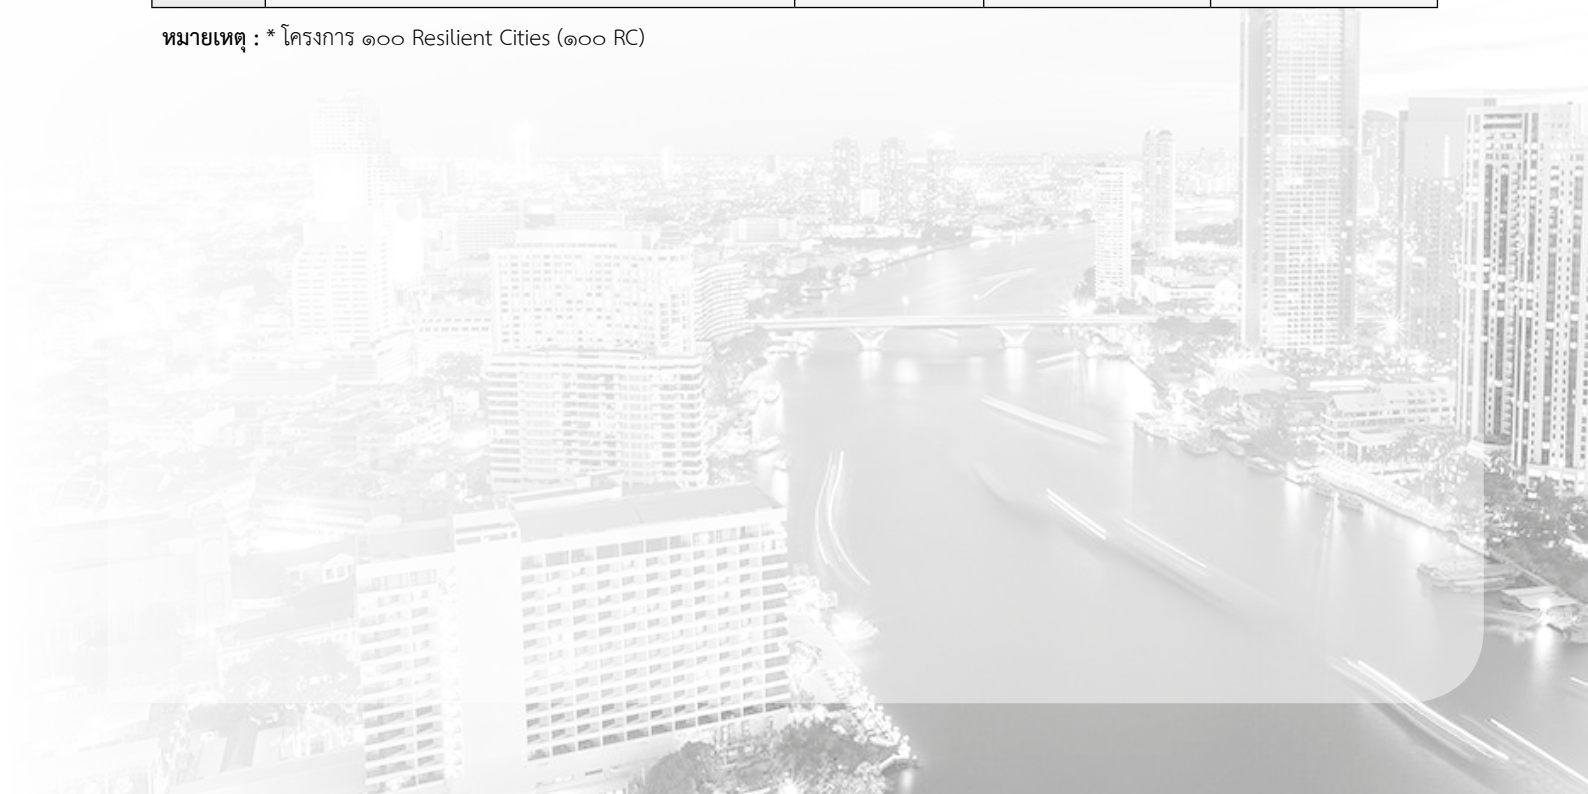 หมายเหตุ : * โครงการ ๑๐๐ Resilient Cities (๑๐๐ RC)